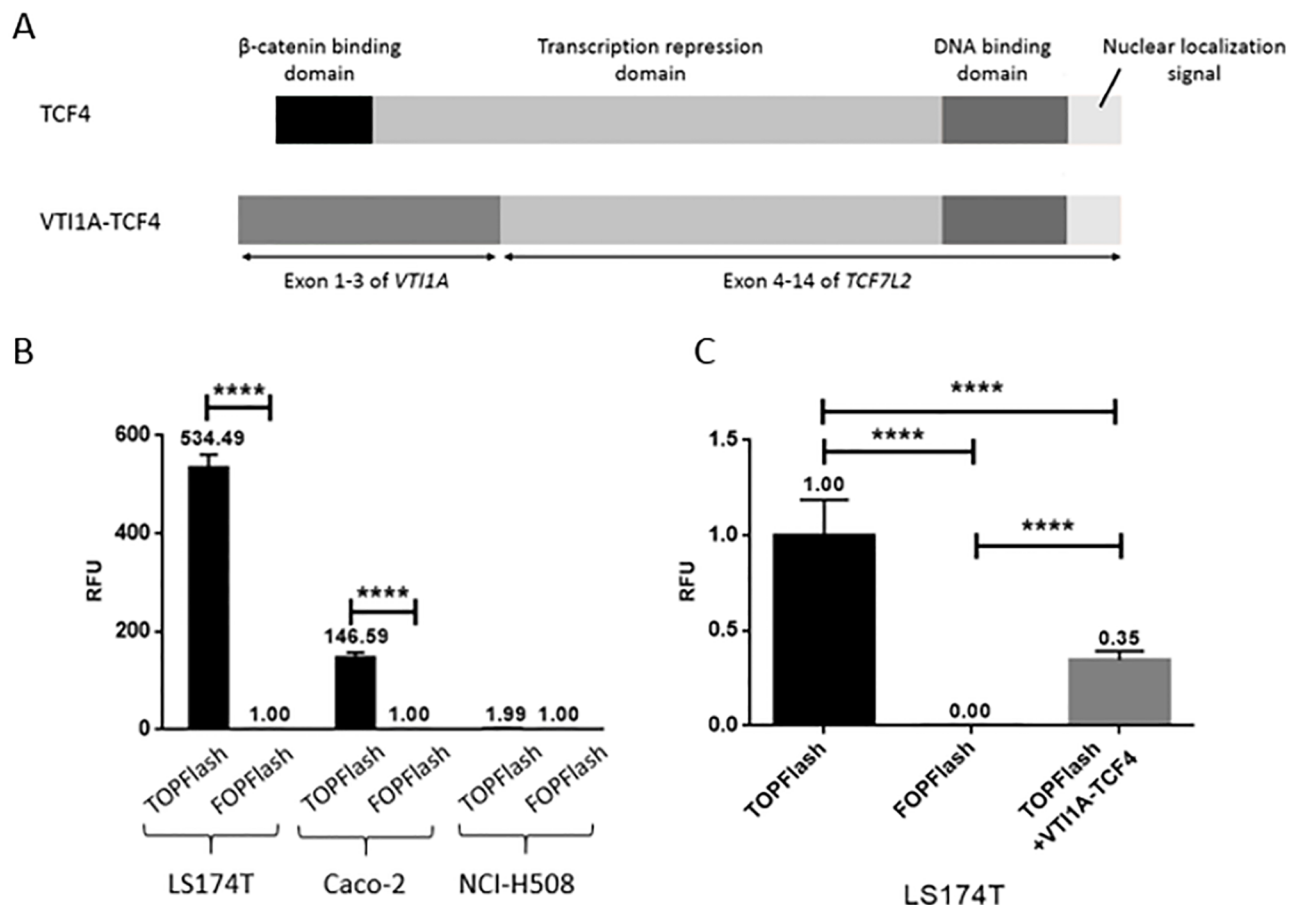 A
β-catenin binding
domain
Transcription repression
domain
DNA binding
domain
Nuclear localization
signal
TCF4
VTI1A-TCF4
Exon 1-3 of VTI1A
Exon 4-14 of TCF7L2
B
****
600
534.49
400
RFU
****
200
146.59
1.00
1.00
1.99
1.00
0
TOPFlash
FOPFlash
TOPFlash
FOPFlash
TOPFlash
FOPFlash
LS174T
Caco-2
NCI-H508
C
****
****
1.5
1.00
****
1.0
RFU
0.5
0.35
0.00
0.0
TOPFlash
FOPFlash
TOPFlash
+VTI1A-TCF4
LS174T